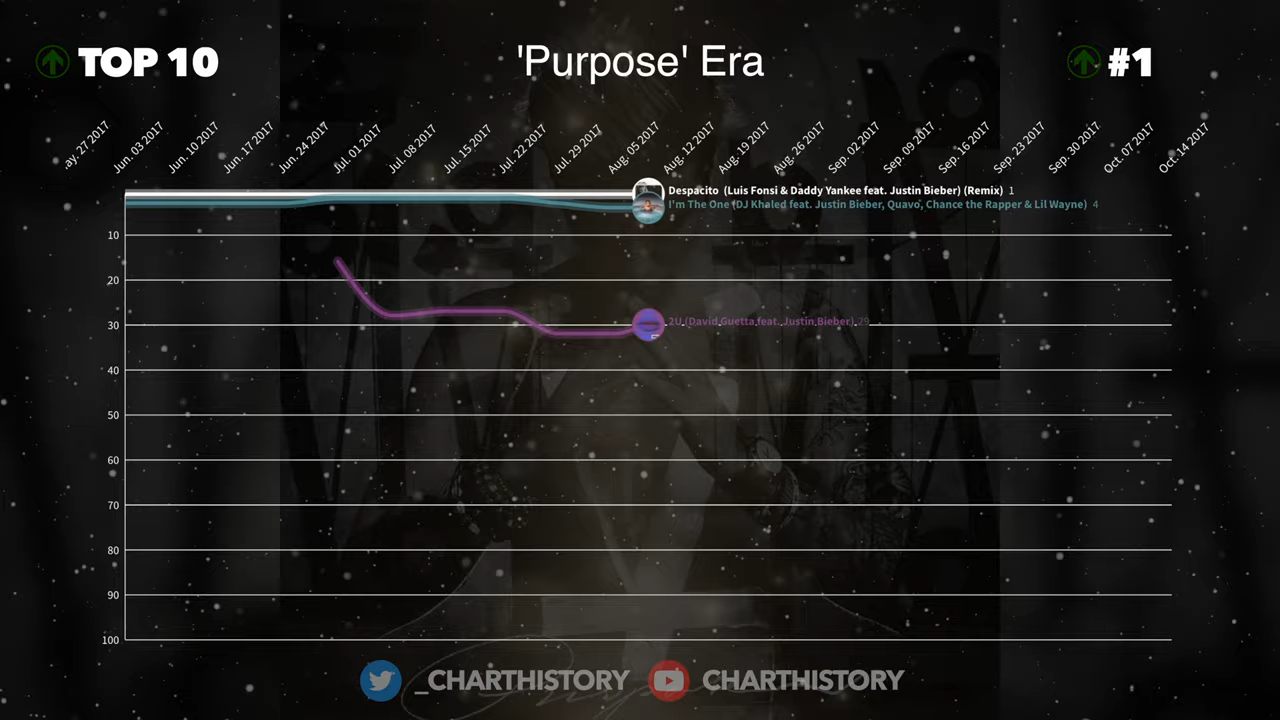 TOP 10
'Purpose' Era
#1
ay. 27 2017
Jun. 03 2017
Jun. 10 2017
Jun. 17 2017
Jun. 24 2017
Jul. 01 2017
Jul. 08 2017
Jul. 15 2017
Jul. 22 2017
Jul. 29 2017
Aug. 05 2017
Aug. 12 2017
Aug. 19 2017
Aug. 26 2017
Sep. 02 2017
Sep. 09 2017
Sep. 16 2017
Sep. 23 2017
Sep. 30 2017
Oct. 07 2017
Oct. 14 2017
Despacito (Luis Fonsi & Daddy Yankee feat. Justin Bieber) (Remix) 1
I'm The One (DJ Khaled feat. Justin Bieber, Quavo, Chance the Rapper & Lil Wayne) 4
10
20
2U (David Guetta feat. Justin Bieber) 29
30
40
50
60
70
80
90
100
_CHARTHISTORY
CHARTHISTORY